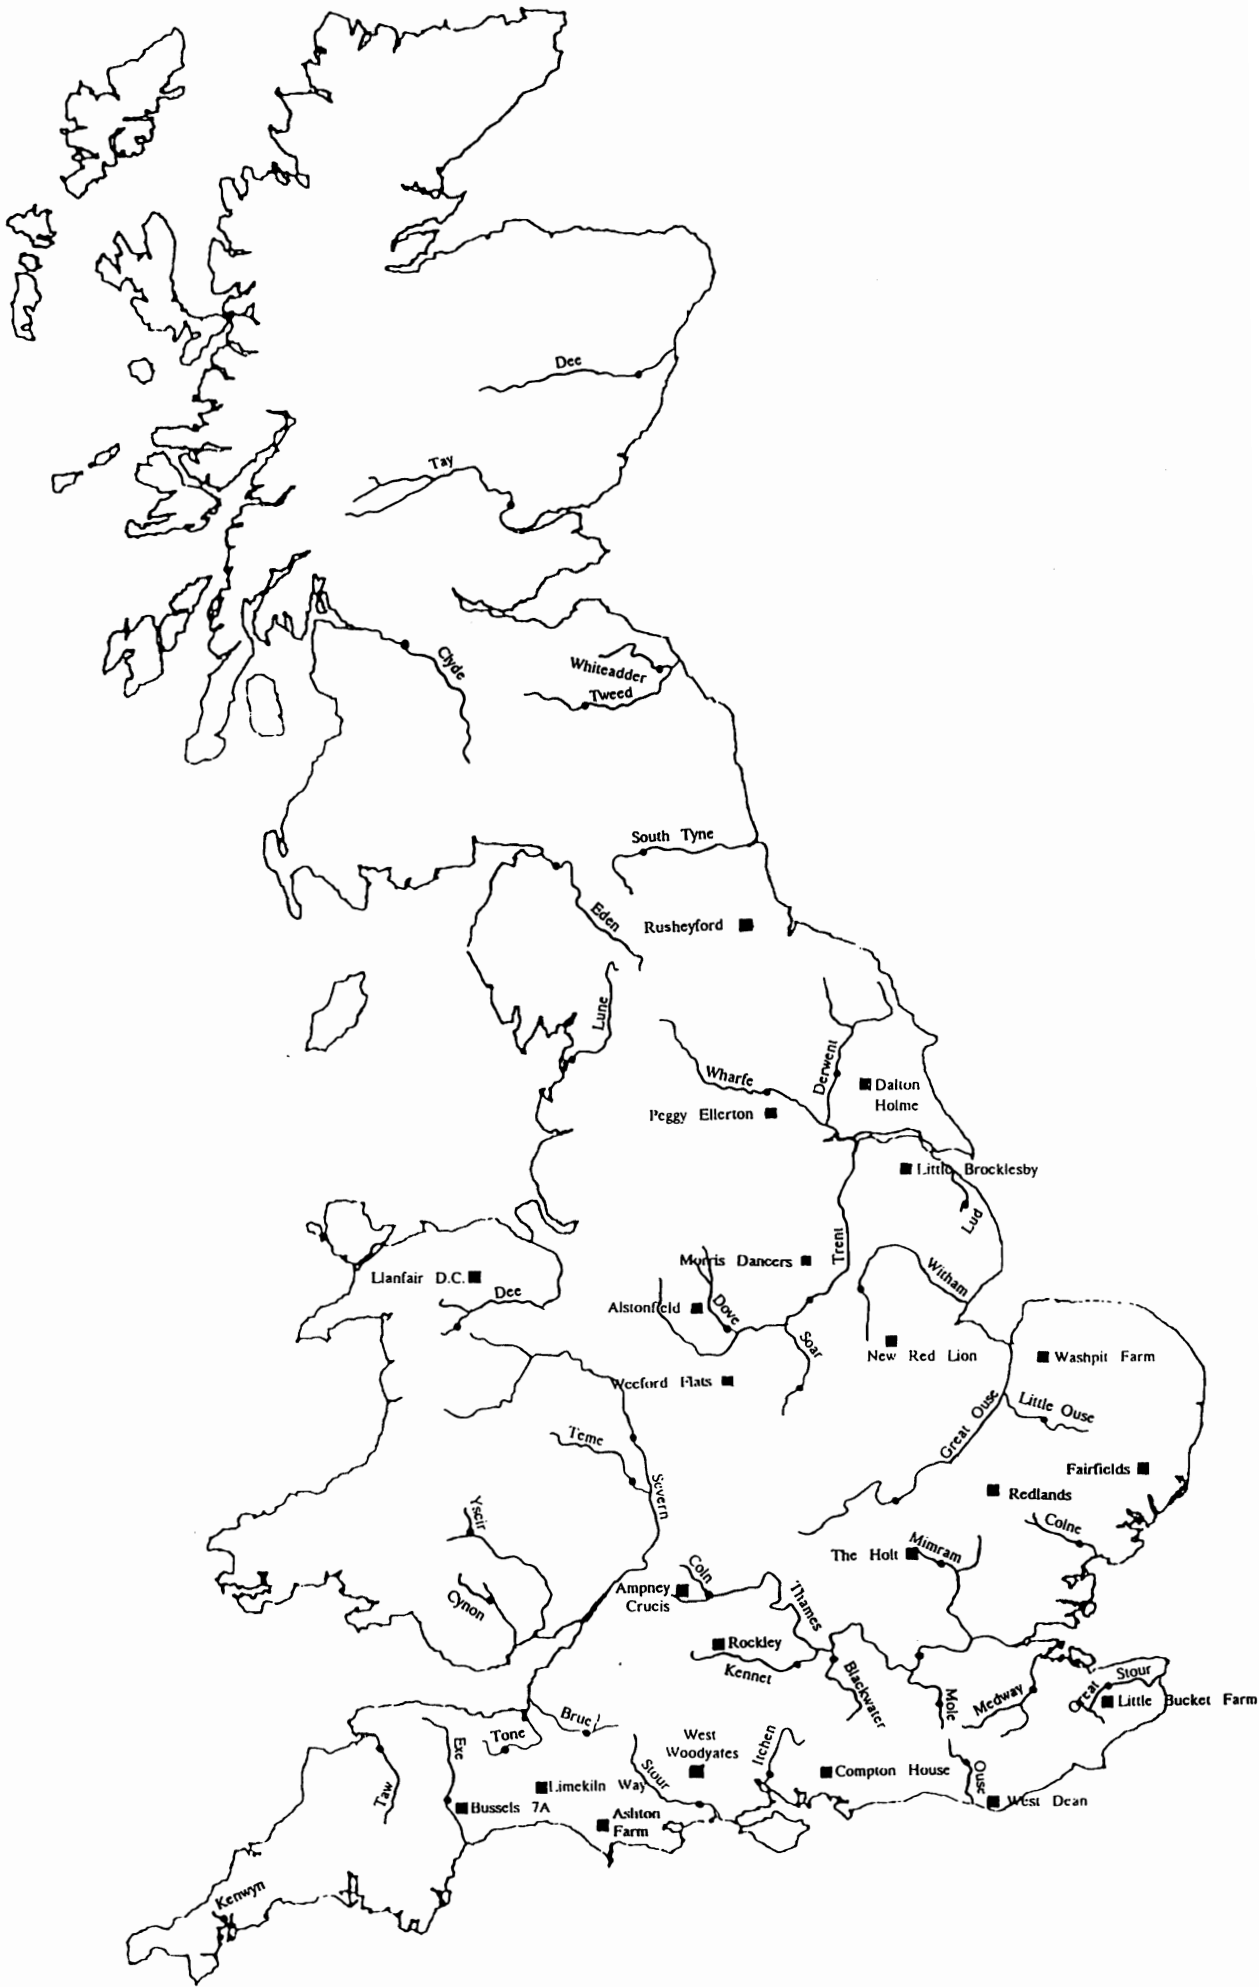 Dee
Tay
Clyde
Whiteadder
Tweed
South Tyne
Eden
Rusheyford
Lune
Wharfe
Derwent
Dalton
Holme
Peggy Ellerton
Little Brocklesby
Lud
Trent
Morris Dancers
Witham
Llanfair D.C.
Dee
Alstonfield
Dove
Soar
New Red Lion
Washpit Farm
Weeford Flats
Great Ouse
Little Ouse
Teme
Severn
Fairfields
Redlands
Yscir
Colne
The Holt
Mimram
Coln
Ampney
Crucis
Thames
Cynon
Rockley
Kennet
Blackwater
Mole
Medway
Great
Stour
Little Bucket Farm
Brue
Tone
Exe
West
Woodyates
Itchen
Stour
Compton House
Ouse
Taw
Limekiln Way
Bussels 7A
Ashton
Farm
West Dean
Kenwyn